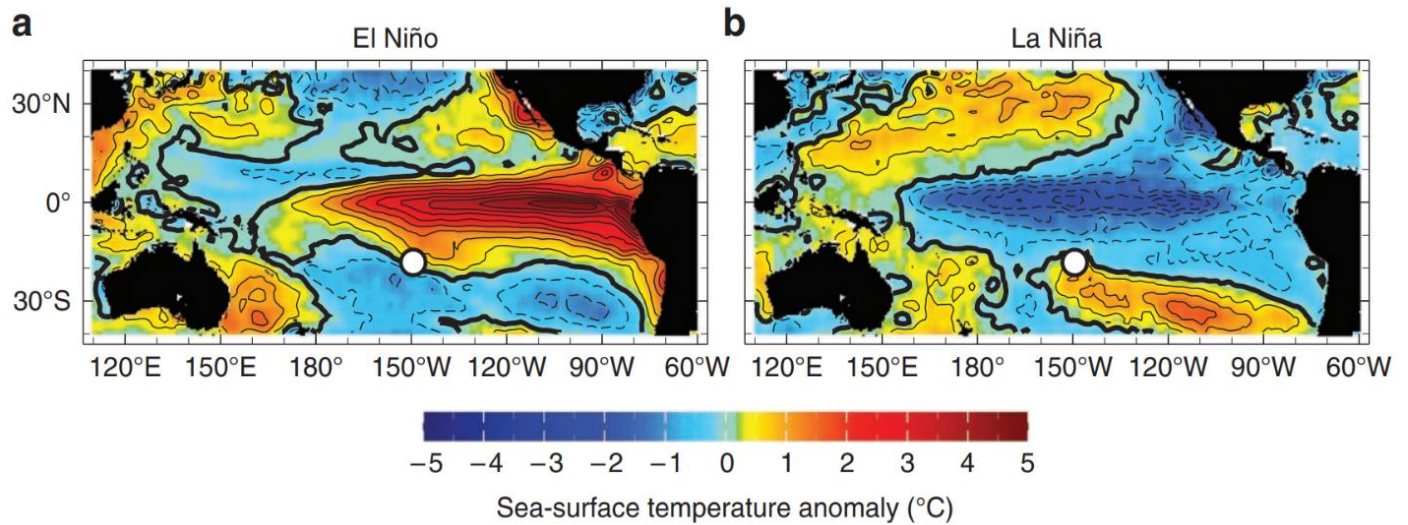 a
El Niño
b
La Niña
30°N
0°
30°S
120°E 150°E 180° 150°W 120°W 90°W 60°W
120°E 150°E 180° 150°W 120°W 90°W 60°W
−5 −4 −3 −2 −1 0 1 2 3 4 5
Sea-surface temperature anomaly (°C)